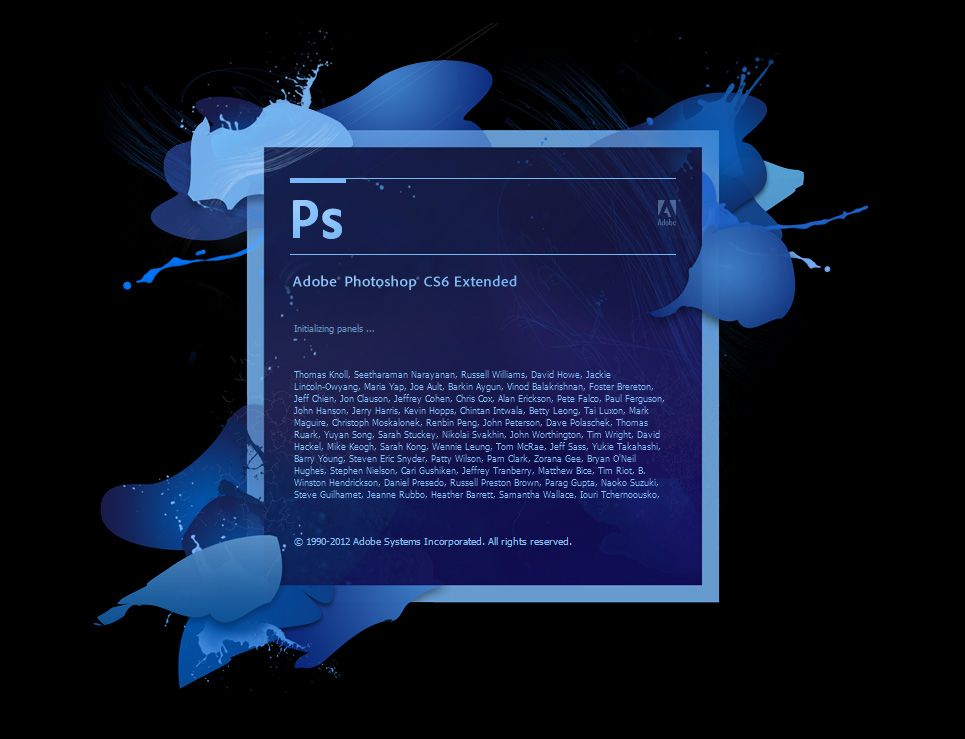 Ps
Adobe
Adobe® Photoshop® CS6 Extended
Initializing panels ...
Thomas Knoll, Seetharaman Narayanan, Russell Williams, David Howe, Jackie
Lincoln-Owyang, Maria Yap, Joe Ault, Barkin Aygun, Vinod Balakrishnan, Foster Brereton,
Jeff Chien, Jon Clauson, Jeffrey Cohen, Chris Cox, Alan Erickson, Pete Falco, Paul Ferguson,
John Hanson, Jerry Harris, Kevin Hopps, Chintan Intwala, Betty Leong, Tai Luxon, Mark
Maguire, Christoph Moskalonek, Renbin Peng, John Peterson, Dave Polaschek, Thomas
Ruark, Yuyan Song, Sarah Stuckey, Nikolai Svakhin, John Worthington, Tim Wright, David
Hackel, Mike Keogh, Sarah Kong, Wennie Leung, Tom McRae, Jeff Sass, Yukie Takahashi,
Barry Young, Steven Eric Snyder, Patty Wilson, Pam Clark, Zorana Gee, Bryan O'Neil
Hughes, Stephen Nielson, Cari Gushiken, Jeffrey Tranberry, Matthew Bice, Tim Riot, B.
Winston Hendrickson, Daniel Presedo, Russell Preston Brown, Parag Gupta, Naoko Suzuki,
Steve Guilhamet, Jeanne Rubbo, Heather Barrett, Samantha Wallace, Iouri Tchernoousko,
© 1990-2012 Adobe Systems Incorporated. All rights reserved.